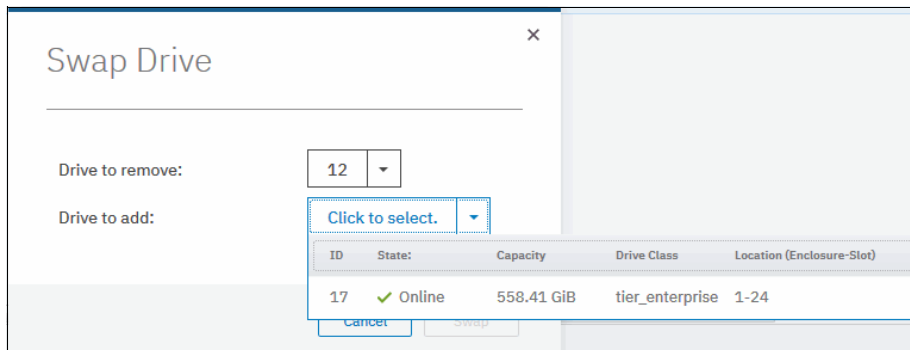 Swap Drive
Drive to remove: 12
Drive to add: Click to select.
ID State: Capacity Drive Class Location (Enclosure-Slot)
17 Online 558.41 GiB tier_enterprise 1-24
Cancel Swap